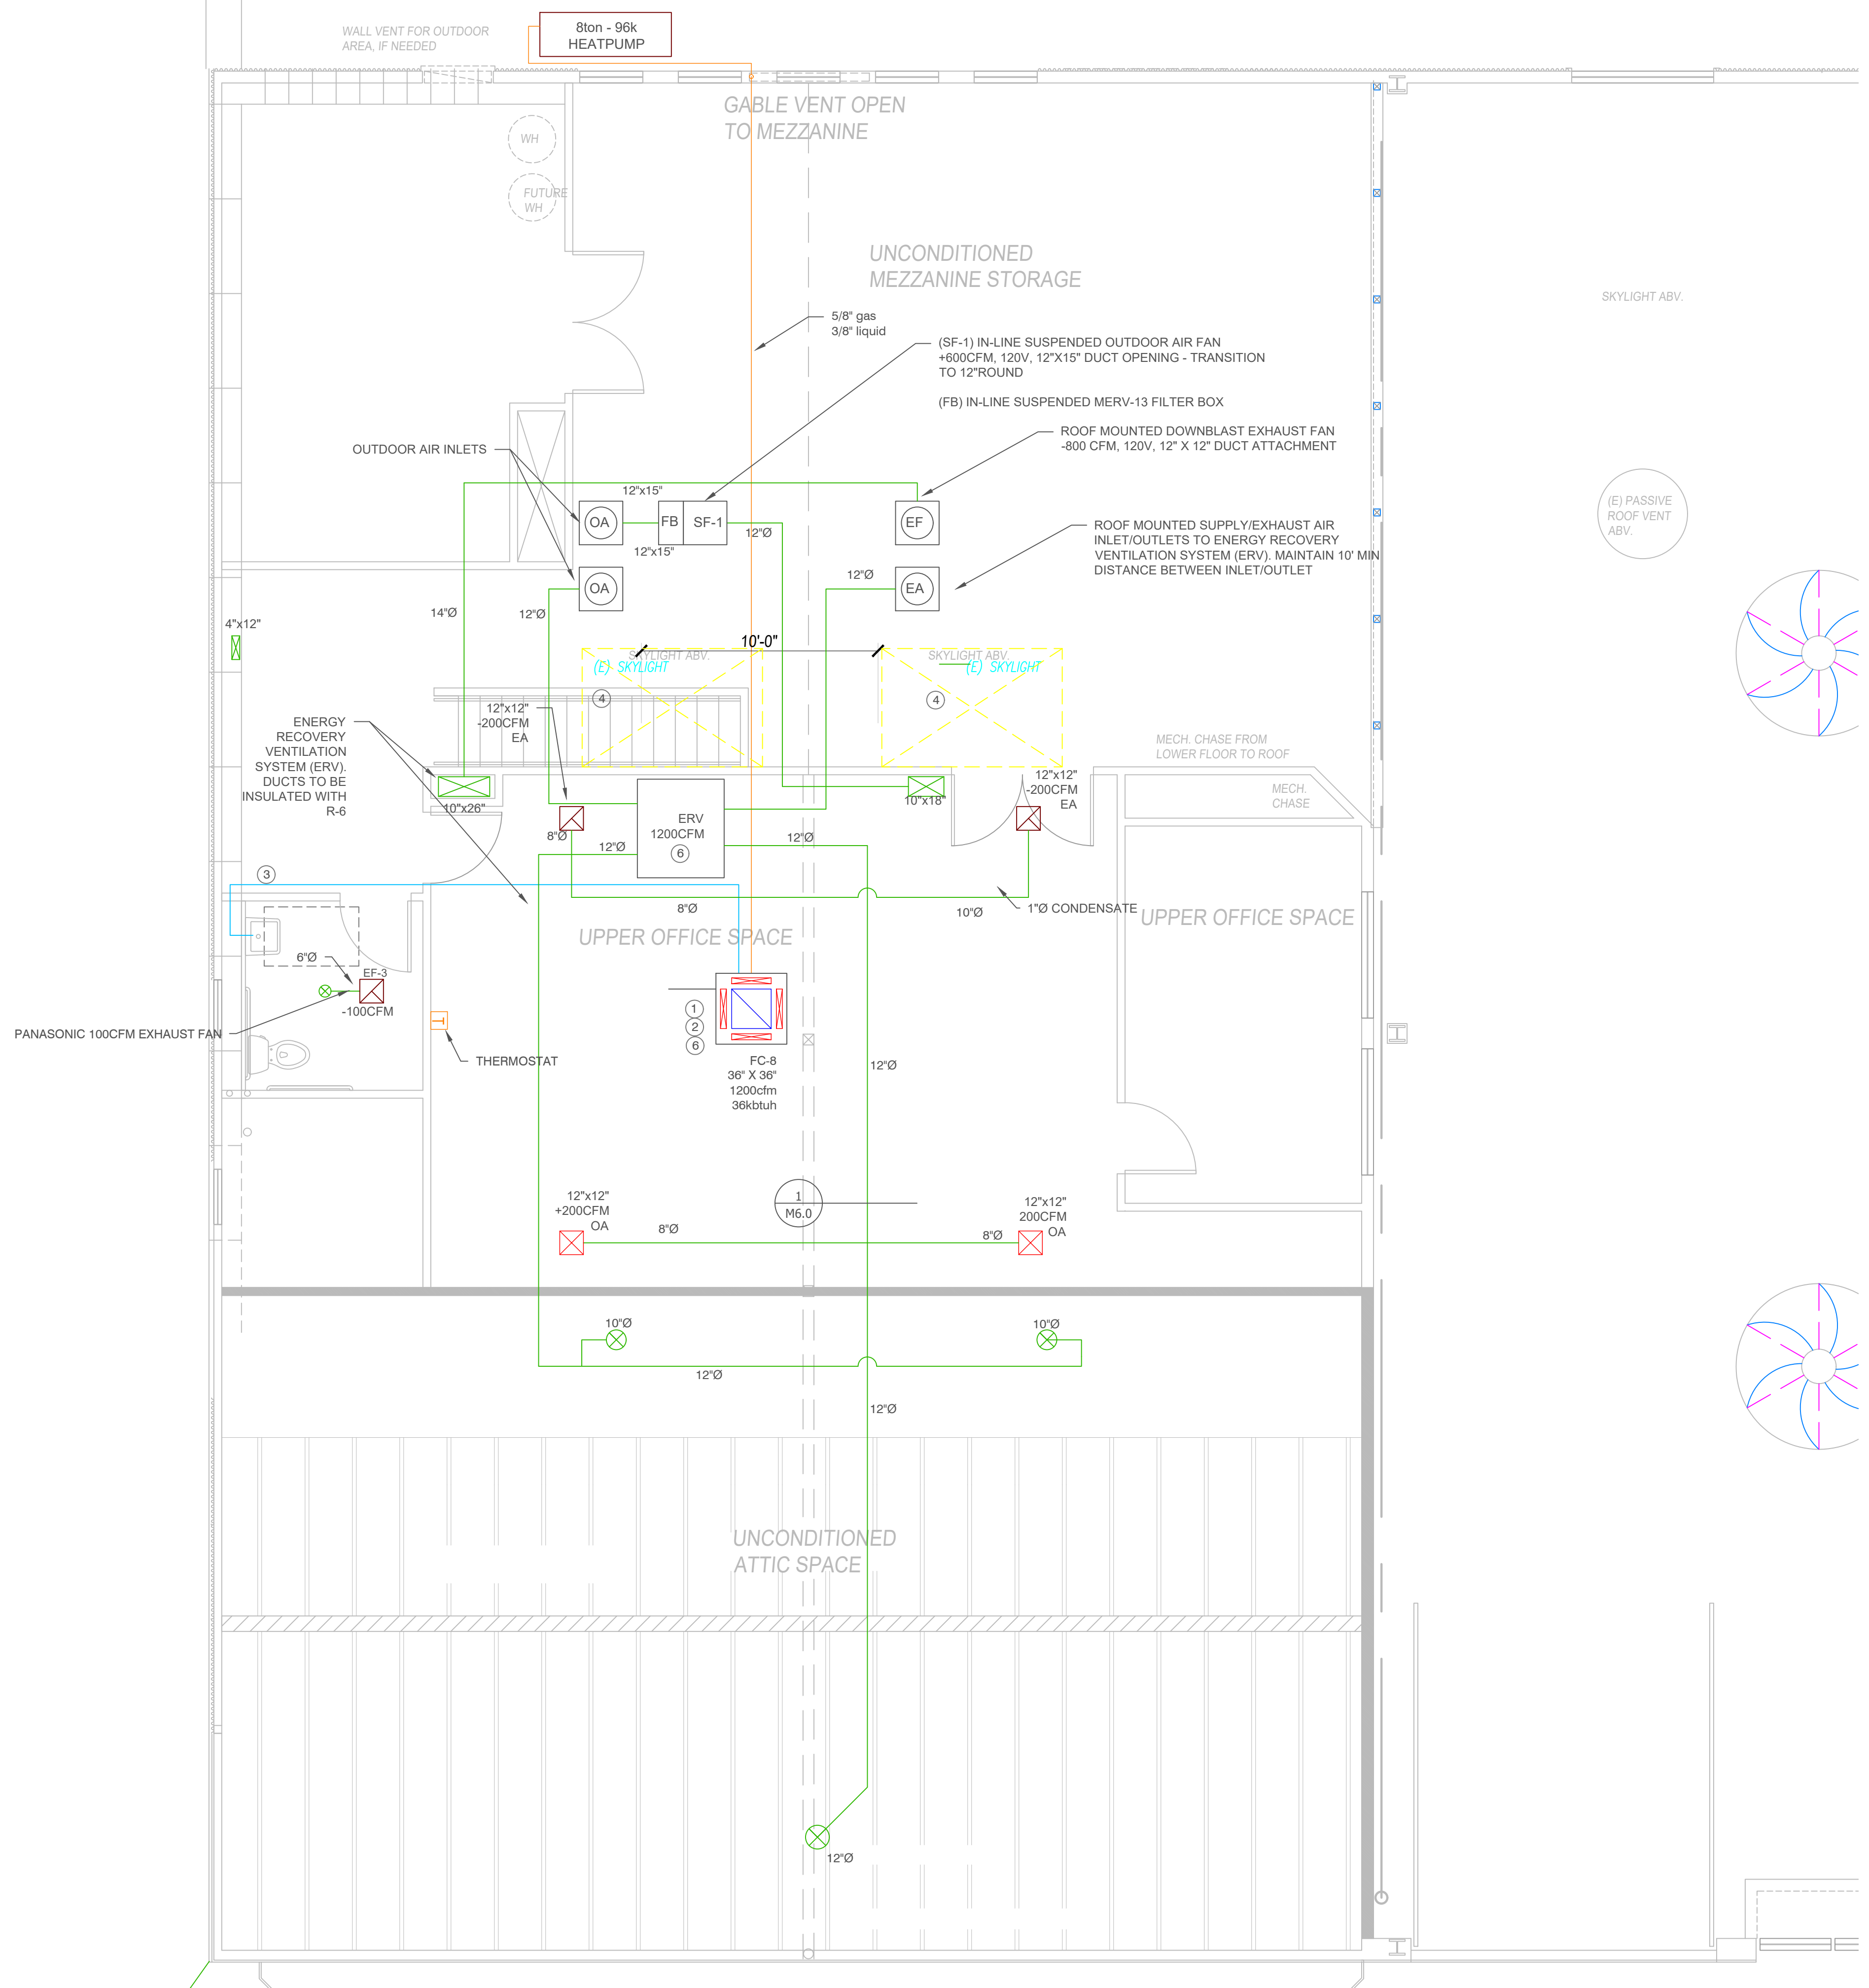 WALL VENT FOR OUTDOOR
AREA, IF NEEDED
8ton - 96k
HEATPUMP
GABLE VENT OPEN
TO MEZZANINE
WH
FUTURE
WH
UNCONDITIONED
MEZZANINE STORAGE
SKYLIGHT ABV.
5/8" gas
3/8" liquid
(SF-1) IN-LINE SUSPENDED OUTDOOR AIR FAN
+600CFM, 120V, 12"X15" DUCT OPENING - TRANSITION
TO 12"ROUND
(FB) IN-LINE SUSPENDED MERV-13 FILTER BOX
ROOF MOUNTED DOWNBLAST EXHAUST FAN
-800 CFM, 120V, 12" X 12" DUCT ATTACHMENT
OUTDOOR AIR INLETS
12"x15"
OA
FB
SF-1
12"Ø
EF
12"x15"
ROOF MOUNTED SUPPLY/EXHAUST AIR
INLET/OUTLETS TO ENERGY RECOVERY
VENTILATION SYSTEM (ERV). MAINTAIN 10' MIN
DISTANCE BETWEEN INLET/OUTLET
(E) PASSIVE
ROOF VENT
ABV.
OA
12"Ø
EA
14"Ø
12"Ø
4"x12"
10'-0"
SKYLIGHT ABV.
(E) SKYLIGHT
SKYLIGHT ABV.
(E) SKYLIGHT
4
4
12"x12"
-200CFM
EA
ENERGY
RECOVERY
VENTILATION
SYSTEM (ERV).
DUCTS TO BE
INSULATED WITH
R-6
MECH. CHASE FROM
LOWER FLOOR TO ROOF
12"x12"
-200CFM
EA
MECH.
CHASE
10"x26"
10"x18"
ERV
1200CFM
6
8"Ø
12"Ø
12"Ø
3
8"Ø
10"Ø
1"Ø CONDENSATE
UPPER OFFICE SPACE
UPPER OFFICE SPACE
6"Ø
EF-3
-100CFM
PANASONIC 100CFM EXHAUST FAN
T
THERMOSTAT
1
2
6
FC-8
36" X 36"
1200cfm
36kbtuh
12"Ø
12"x12"
+200CFM
OA
1
M6.0
12"x12"
200CFM
OA
8"Ø
8"Ø
10"Ø
10"Ø
12"Ø
12"Ø
UNCONDITIONED
ATTIC SPACE
12"Ø